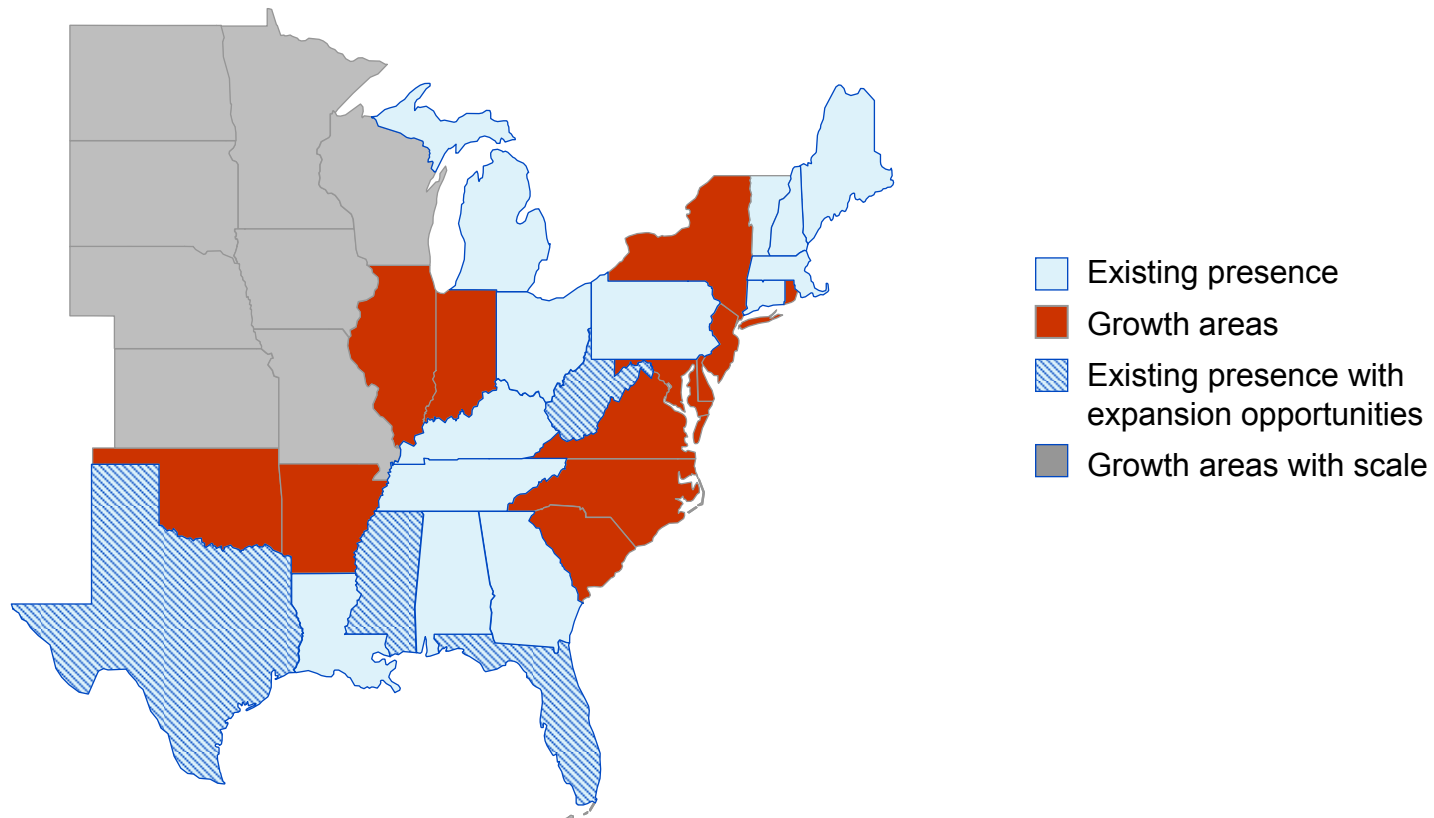 Existing presence
Growth areas
Existing presence with
expansion opportunities
Growth areas with scale